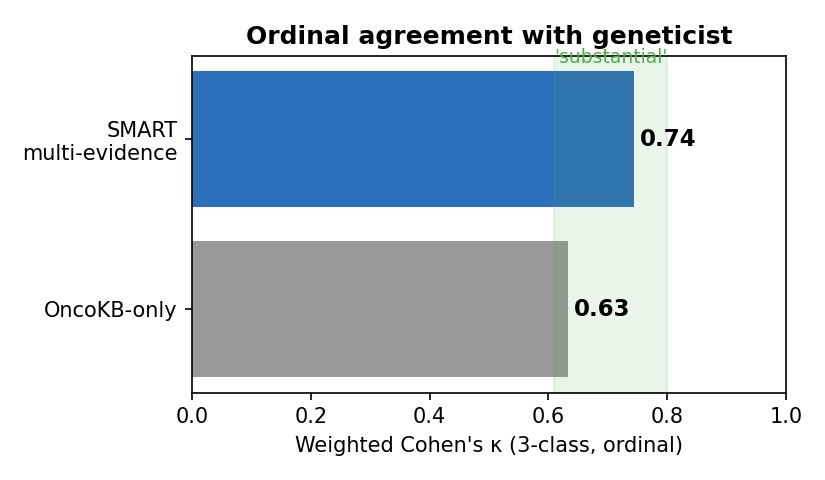 Ordinal agreement with geneticist
'substantial'
SMART
multi-evidence
0.74
OncoKB-only
0.63
0.0 0.2 0.4 0.6 0.8 1.0
Weighted Cohen's κ (3-class, ordinal)